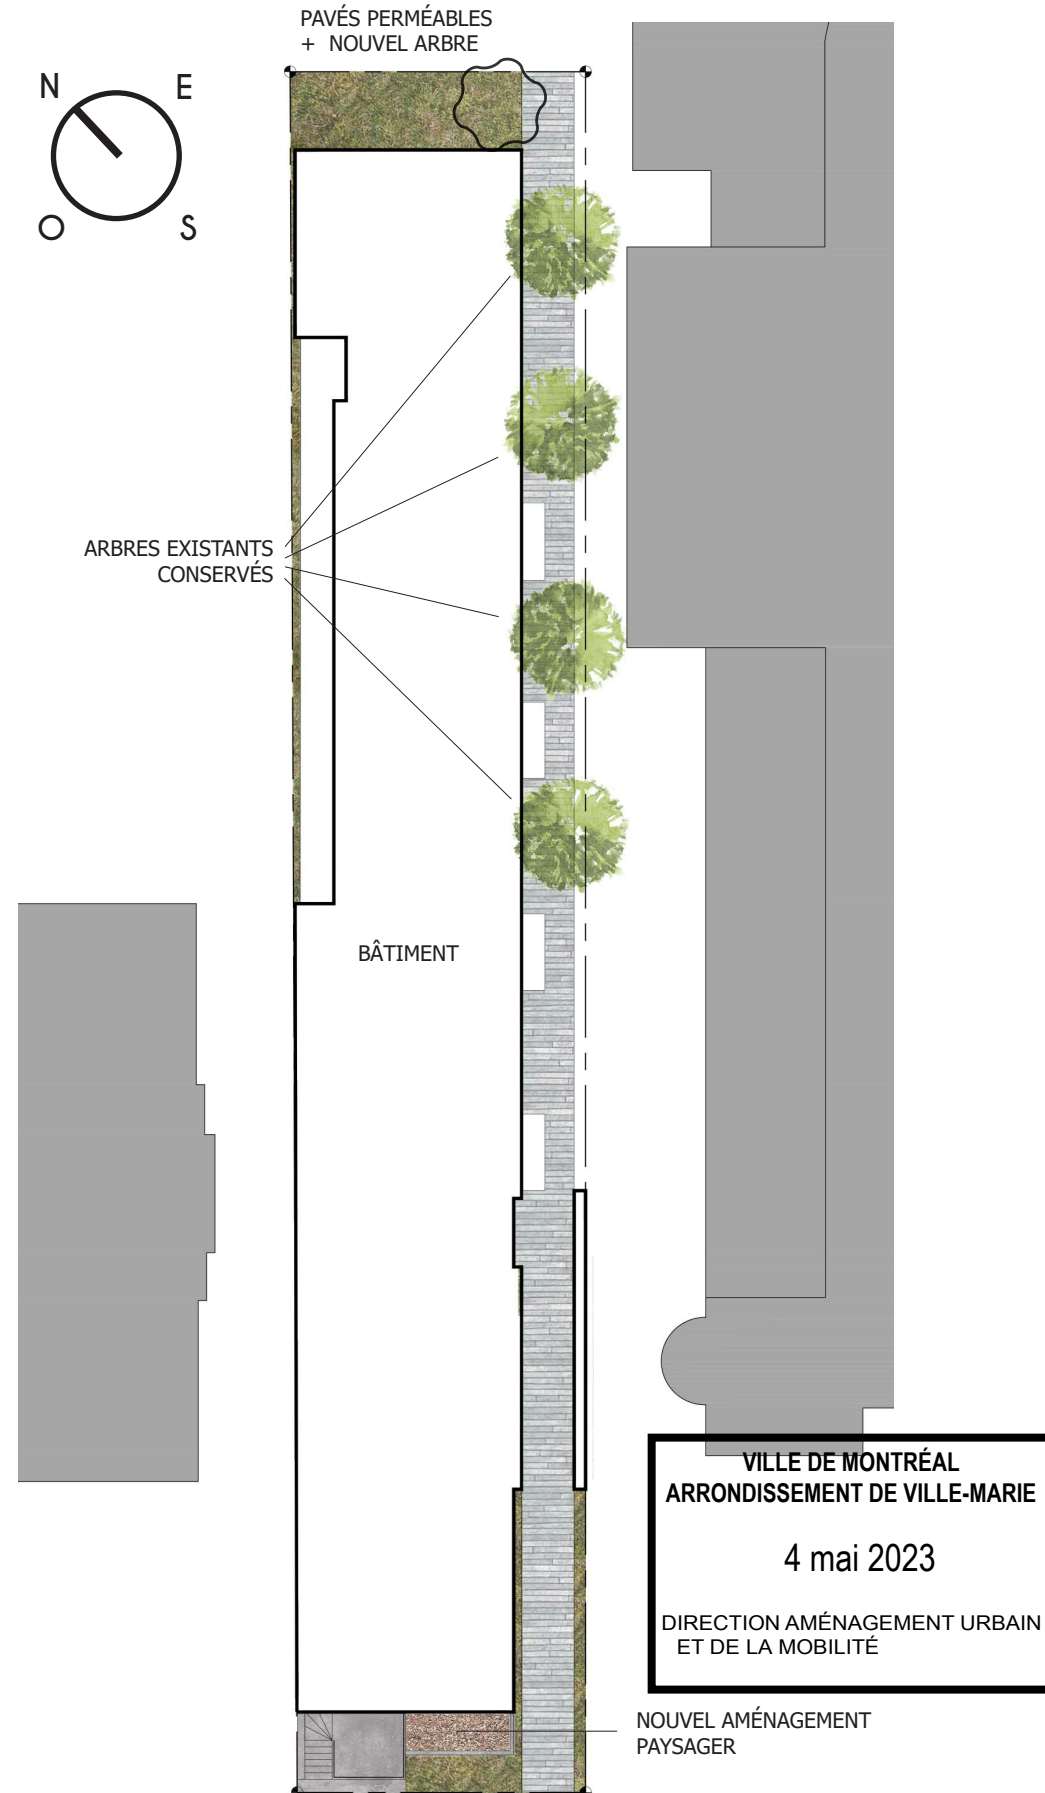 PAVÉS PERMÉABLES
+ NOUVEL ARBRE
N
E
O
S
ARBRES EXISTANTS
CONSERVÉS
BÂTIMENT
VILLE DE MONTRÉAL
ARRONDISSEMENT DE VILLE-MARIE
4 mai 2023
DIRECTION AMÉNAGEMENT URBAIN
ET DE LA MOBILITÉ
NOUVEL AMÉNAGEMENT
PAYSAGER